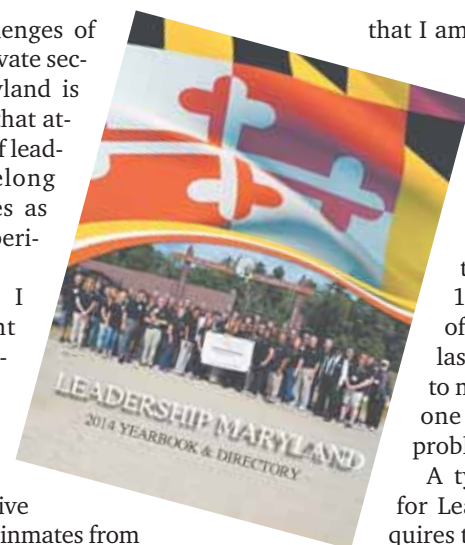 lenges of
vate sec-
yland is
hat at-
f lead-
elong
es as
peri-
I
nt
-
ive
inmates from
LEADERSHIP MARYLAND
2014 YEARBOOK & DIRECTORY
that I am
t
1
of
las
to m
one
probl
A ty
for Lea
quires t